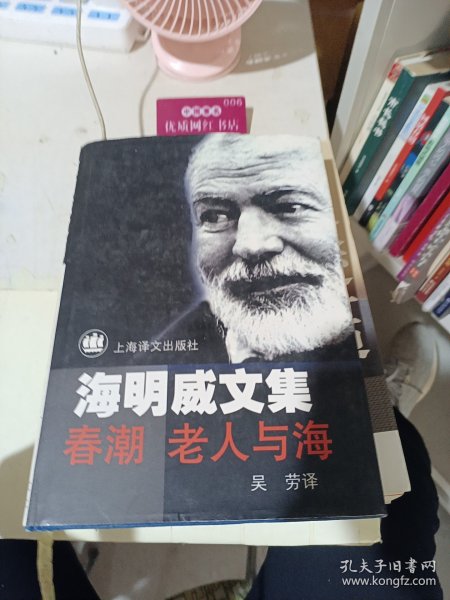 006
中国著名
优质网红书店
上海译文出版社
海明威文集
春潮 老人与海
吴 劳译
孔夫子旧书网
www.kongfz.com